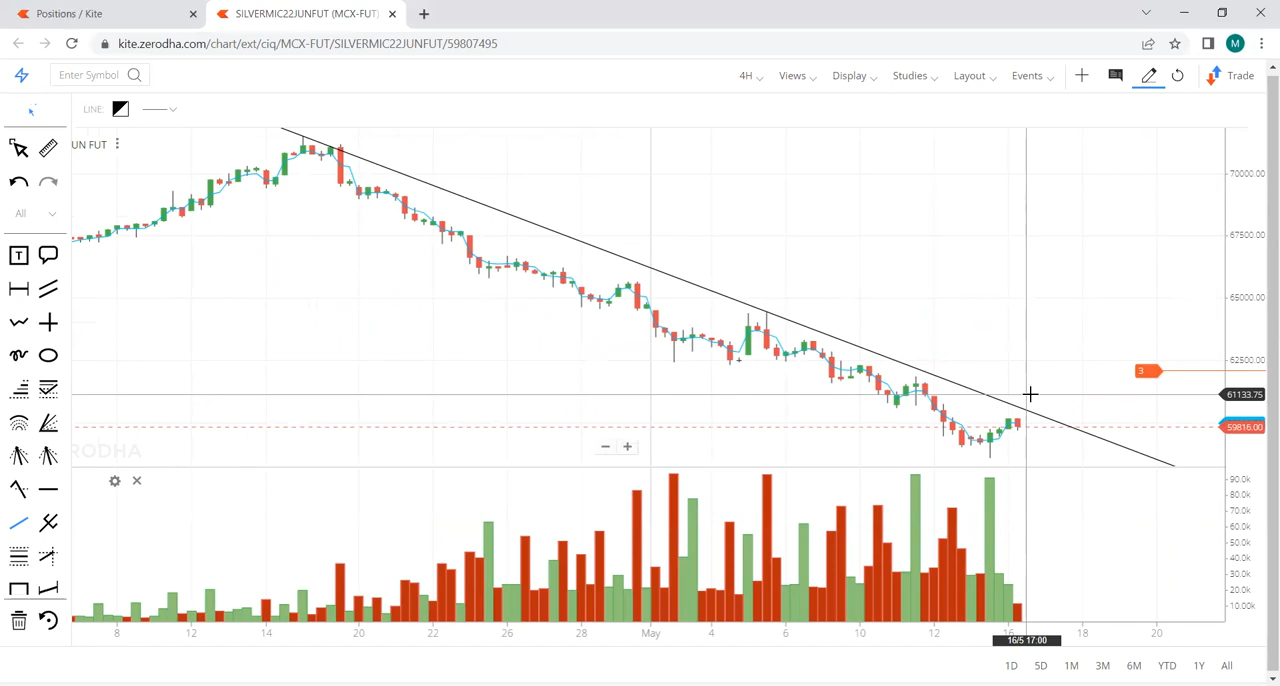 Positions / Kite
SILVERMIC22JUNFUT (MCX-FUT)
kite.zerodha.com/chart/ext/ciq/MCX-FUT/SILVERMIC22JUNFUT/59807495
M
Enter Symbol
4H
Views
Display
Studies
Layout
Events
Trade
LINE:
All
T
UN FUT
70000.00
67500.00
65000.00
62500.00
3
61133.75
59816.00
RODHA
90.0k
80.0k
70.0k
60.0k
50.0k
40.0k
30.0k
20.0k
10.00k
8
12
14
20
22
26
28
May
4
6
10
12
16
18
20
16/5 17:00
1D
5D
1M
3M
6M
YTD
1Y
All